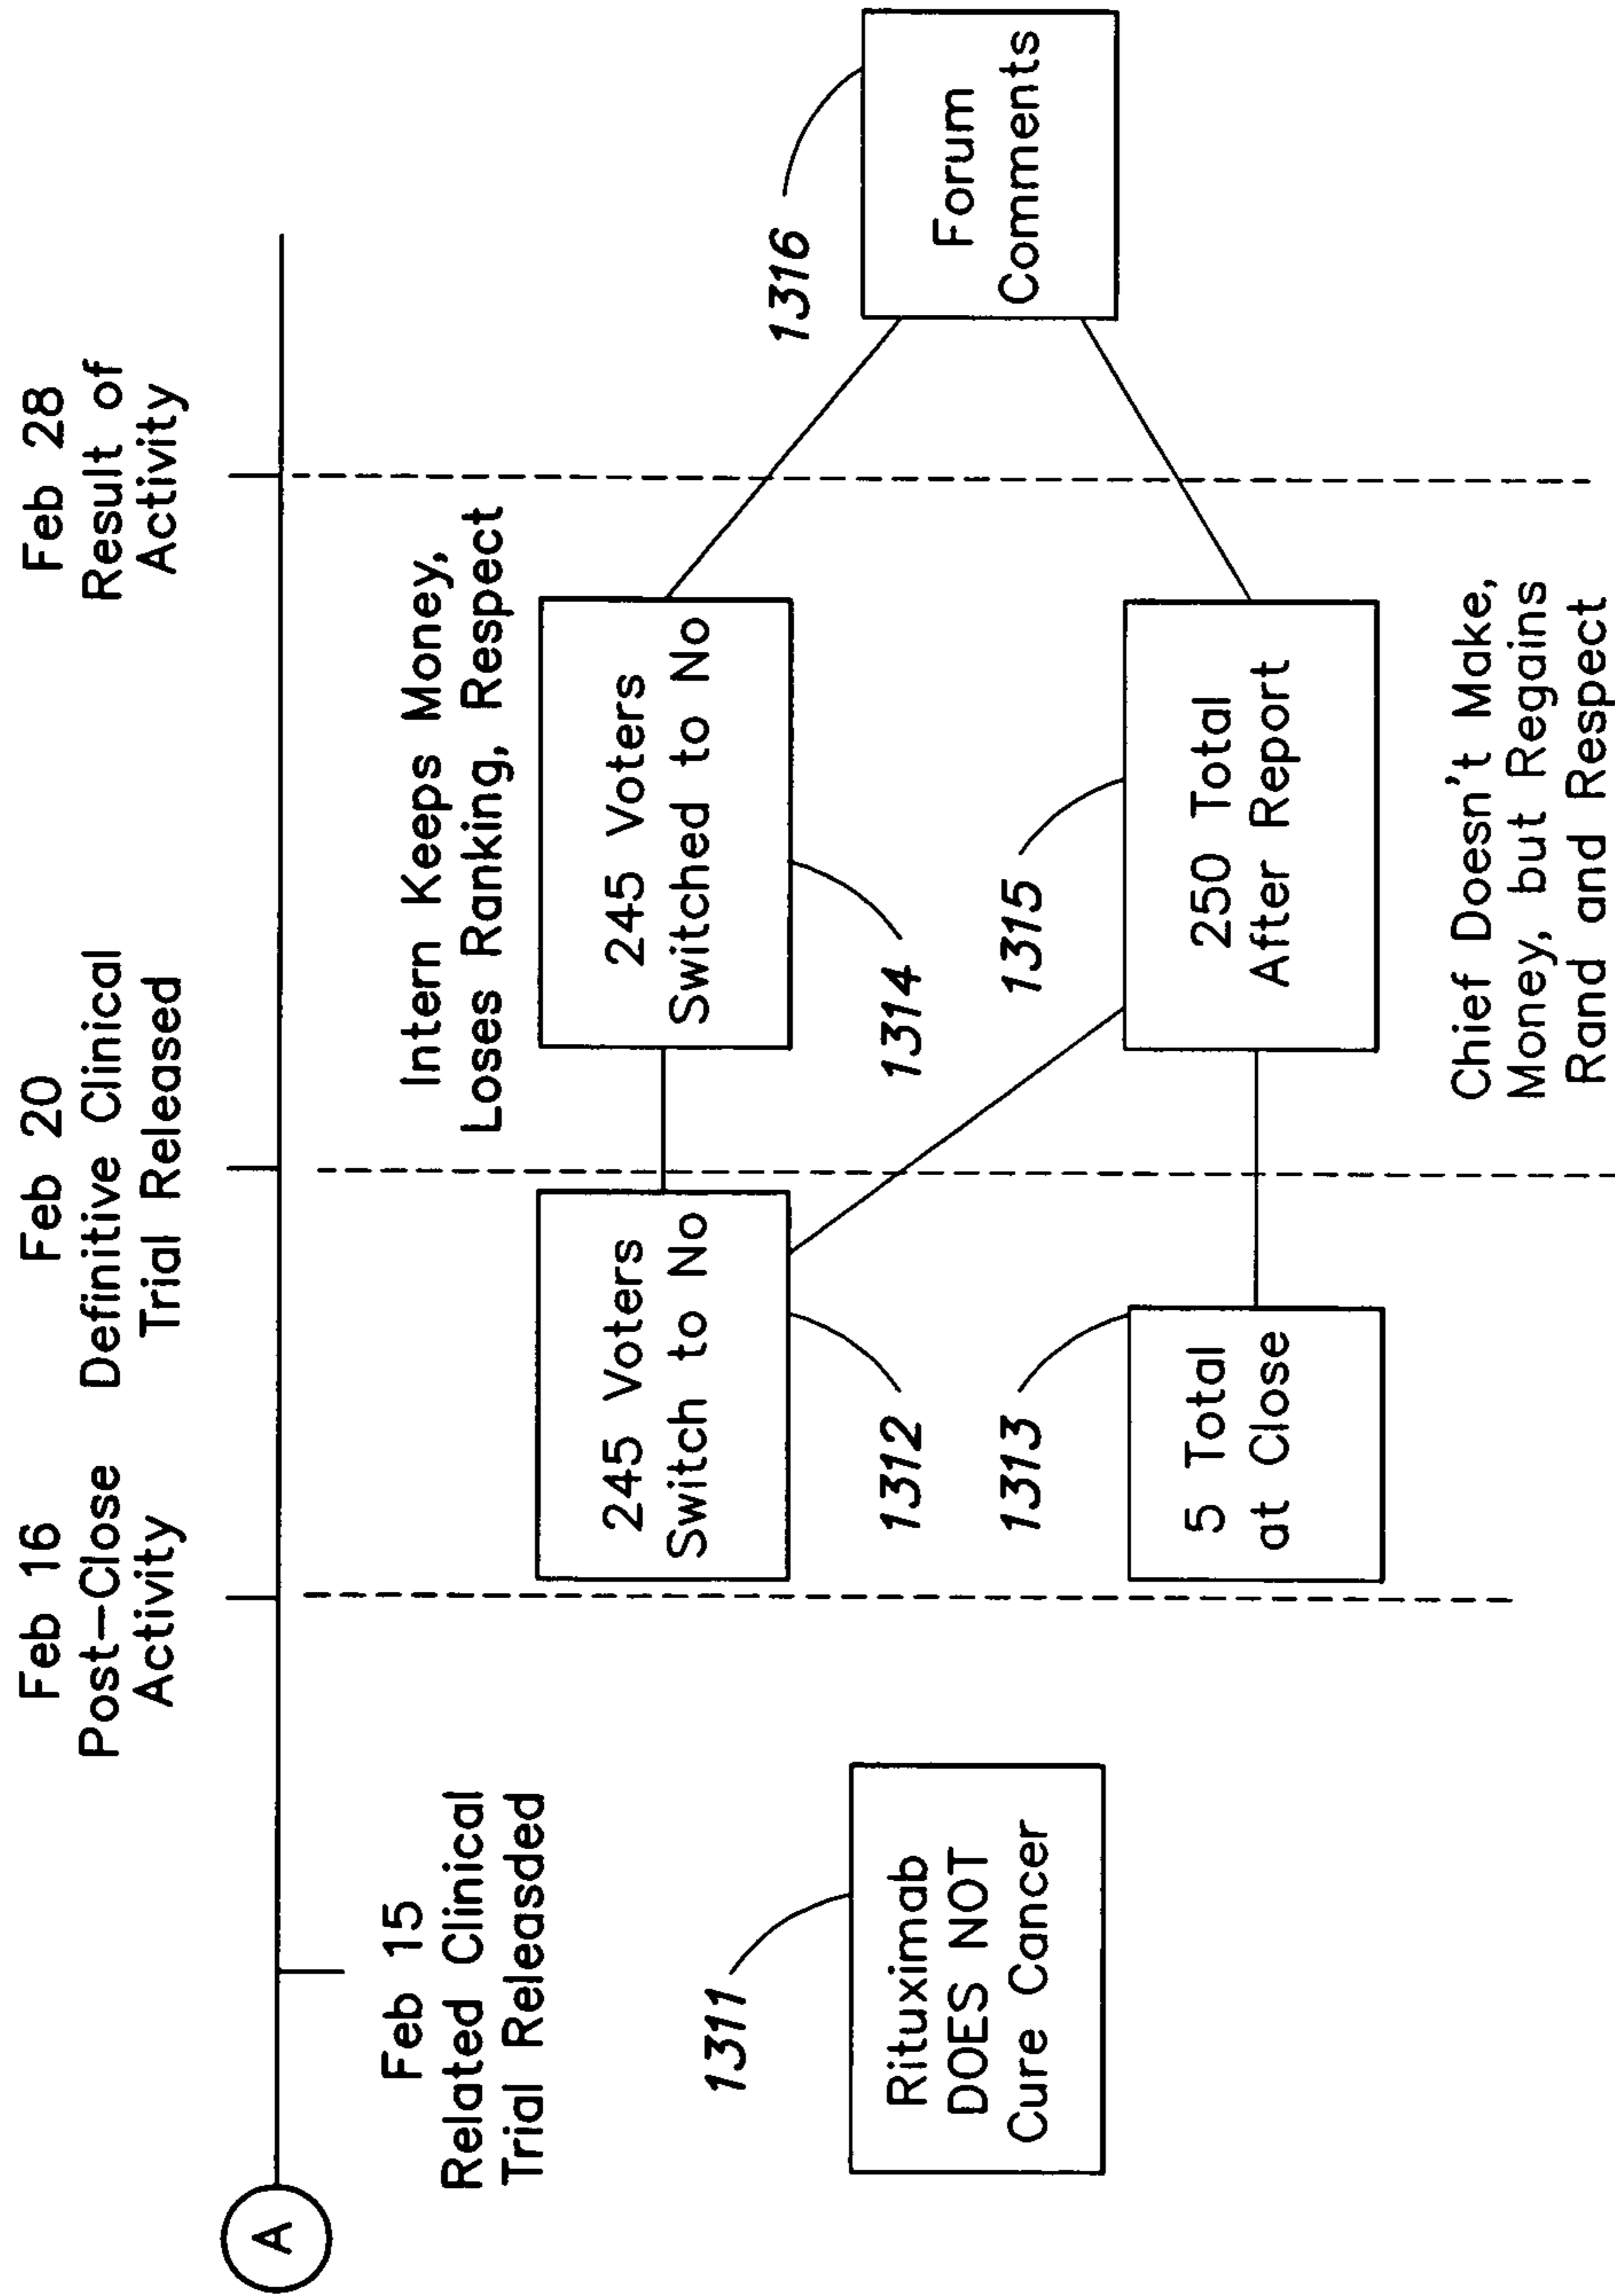 A
Feb 15
Related Clinical
Trial Releasded
Feb 16
Post-Close
Activity
Feb 20
Definitive Clinical
Trial Released
Feb 28
Result of
Activity
1311
Rituximab
DOES NOT
Cure Cancer
245 Voters
Switch to No
1312
1313
5 Total
at Close
Intern Keeps Money,
Loses Ranking, Respect
245 Voters
Switched to No
1314
1315
250 Total
After Report
Chief Doesn't Make,
Money, but Regains
Rand and Respect
1316
Forum
Comments